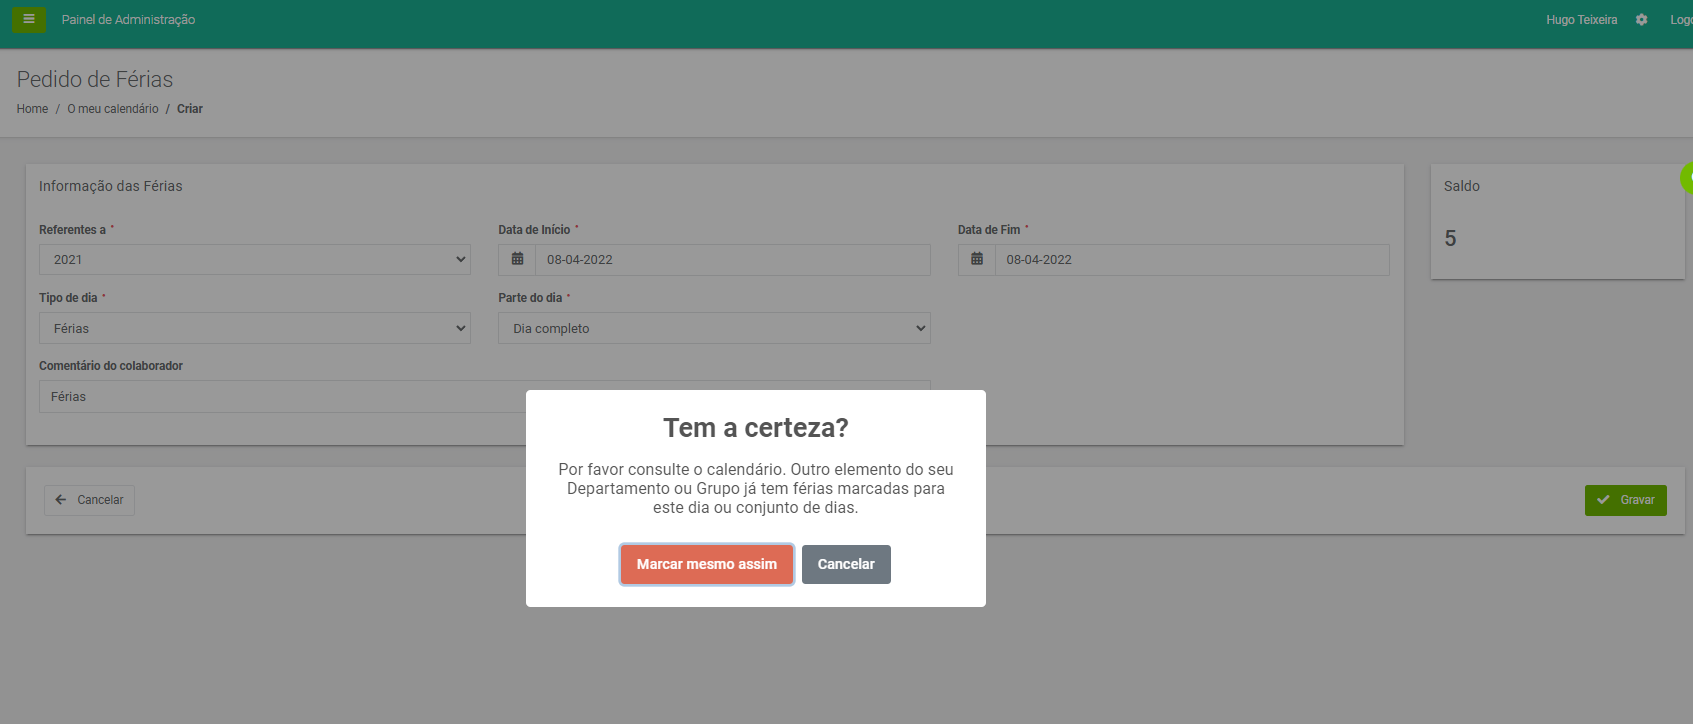 Painel de Administração
Hugo Teixeira
Pedido de Férias
Home / O meu calendário / Criar
Informação das Férias
Saldo
Referentes a *
Data de Início *
Data de Fim *
2021
08-04-2022
08-04-2022
5
Tipo de dia *
Parte do dia *
Férias
Dia completo
Comentário do colaborador
Férias
Tem a certeza?
Por favor consulte o calendário. Outro elemento do seu
Departamento ou Grupo já tem férias marcadas para
este dia ou conjunto de dias.
Marcar mesmo assim
Cancelar
Cancelar
Gravar